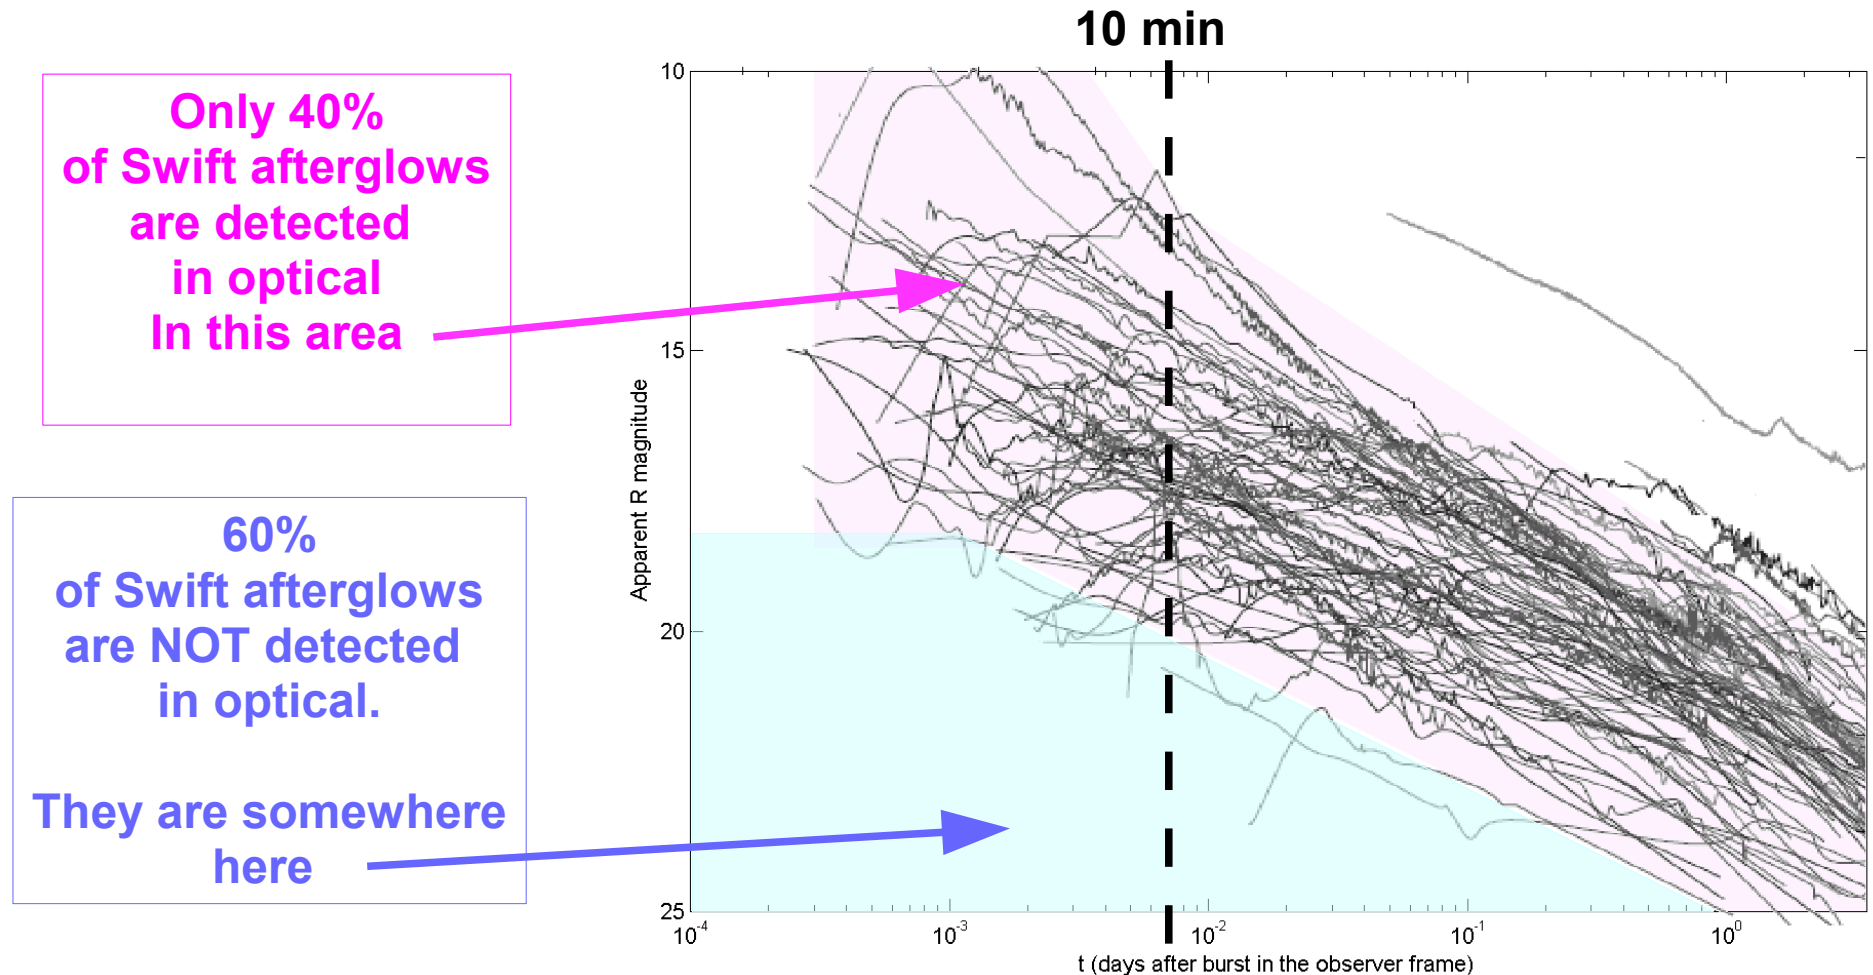 10 min
Only 40%
of Swift afterglows
are detected
in optical
In this area
60%
of Swift afterglows
are NOT detected
in optical.
They are somewhere
here
Apparent R magnitude
10
15
20
25
10-4
10-3
10-2
10-1
100
t (days after burst in the observer frame)